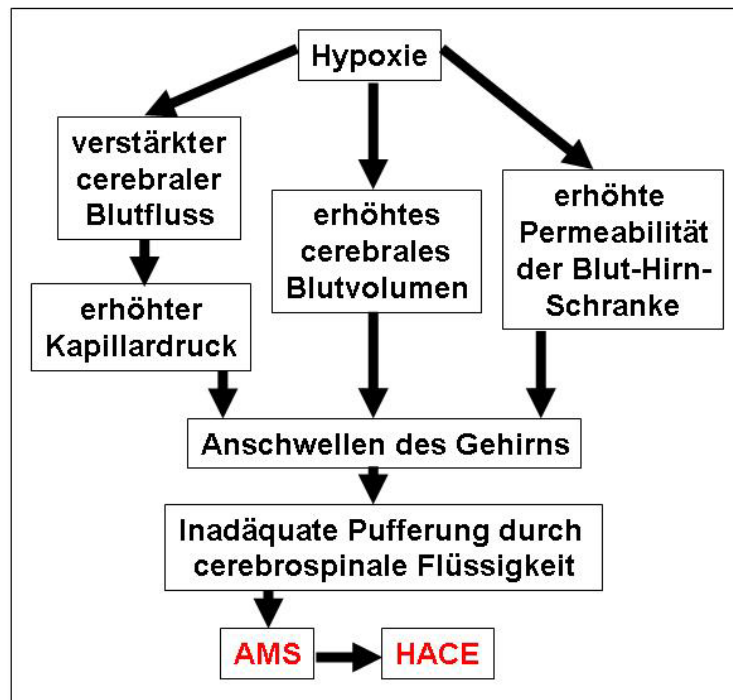 Hypoxie
verstärkter
cerebraler
Blutfluss
erhöhter
Kapillardruck
erhöhtes
cerebrales
Blutvolumen
erhöhte
Permeabilität
der Blut-Hirn-
Schranke
Anschwellen des Gehirns
Inadäquate Pufferung durch
cerebrospinale Flüssigkeit
AMS
HACE